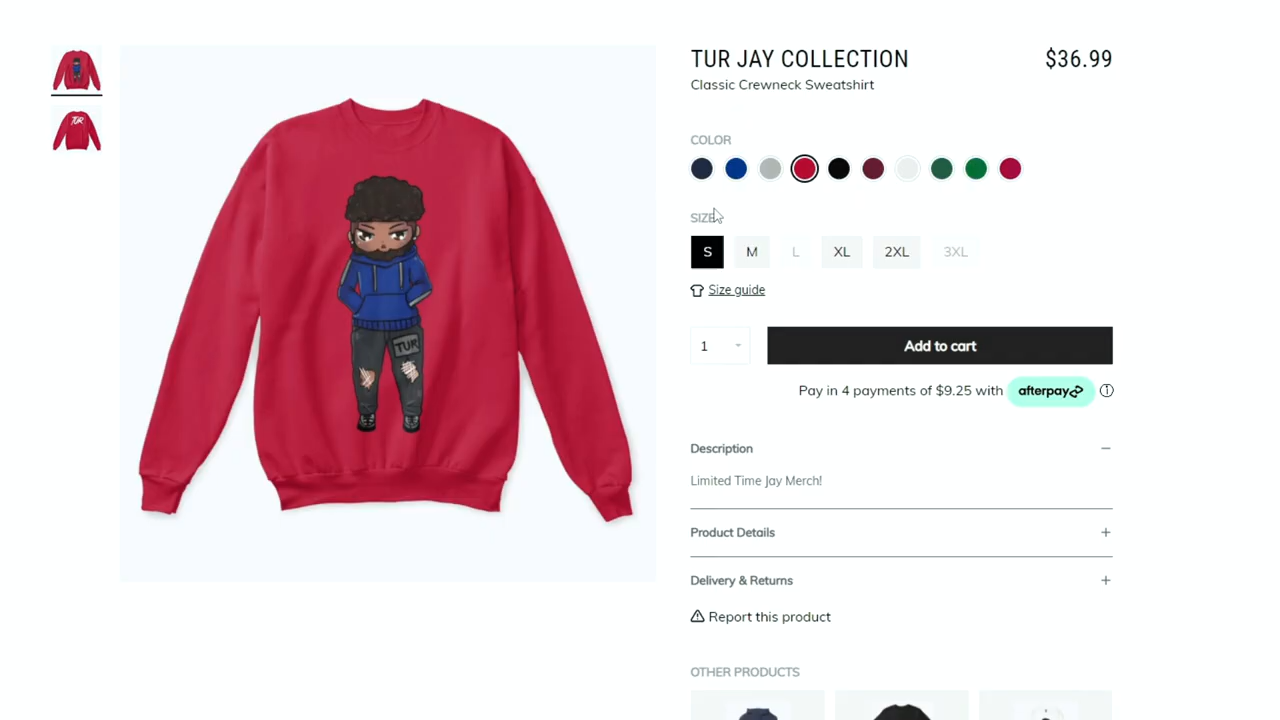 TUR JAY COLLECTION
$36.99
Classic Crewneck Sweatshirt
COLOR
SIZE
S
M
L
XL
2XL
3XL
Size guide
1
Add to cart
Pay in 4 payments of $9.25 with afterpay
Description
Limited Time Jay Merch!
Product Details
Delivery & Returns
Report this product
OTHER PRODUCTS
TUR
TUR